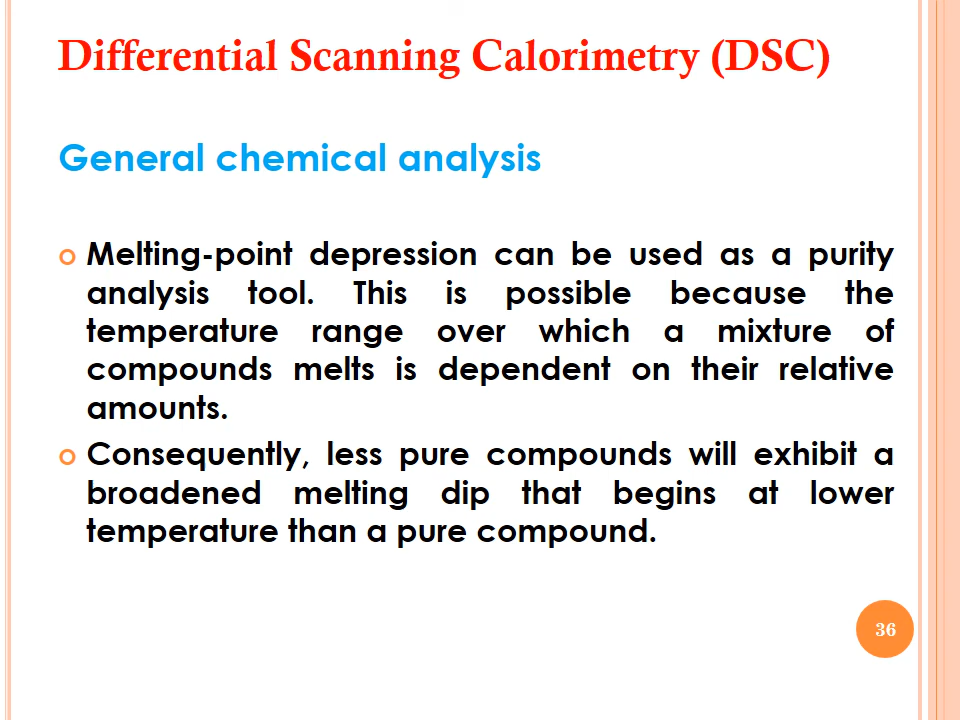 Differential Scanning Calorimetry (DSC)
General chemical analysis
Melting-point depression can be used as a purity
analysis tool. This is possible because the
temperature range over which a mixture of
compounds melts is dependent on their relative
amounts.
Consequently, less pure compounds will exhibit a
broadened melting dip that begins at lower
temperature than a pure compound.
36